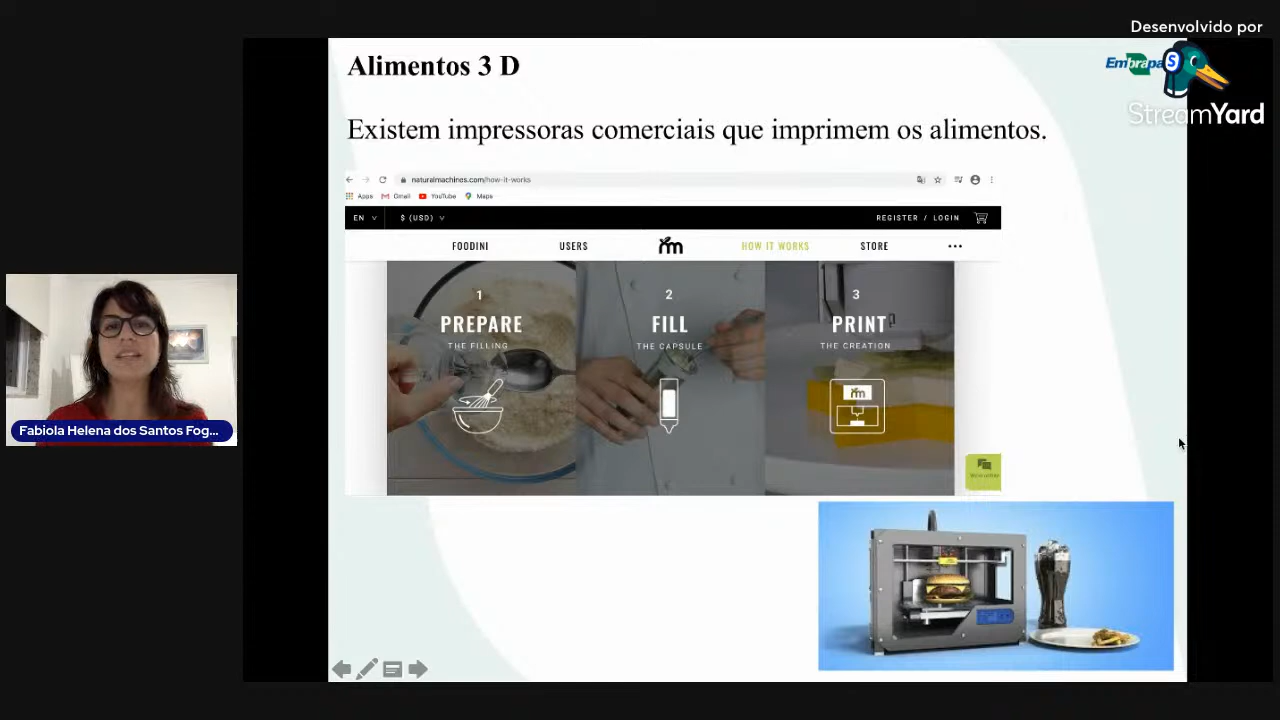 Desenvolvido por
StreamYard
Alimentos 3 D
Embrapa
Existem impressoras comerciais que imprimem os alimentos.
naturalmachines.com/how-it-works
Apps Gmail YouTube Maps
EN $ (USD) REGISTER / LOGIN
FOODINI USERS HOW IT WORKS STORE
1
PREPARE
THE FILLING
2
FILL
THE CAPSULE
3
PRINT
THE CREATION
Fabiola Helena dos Santos Fog...